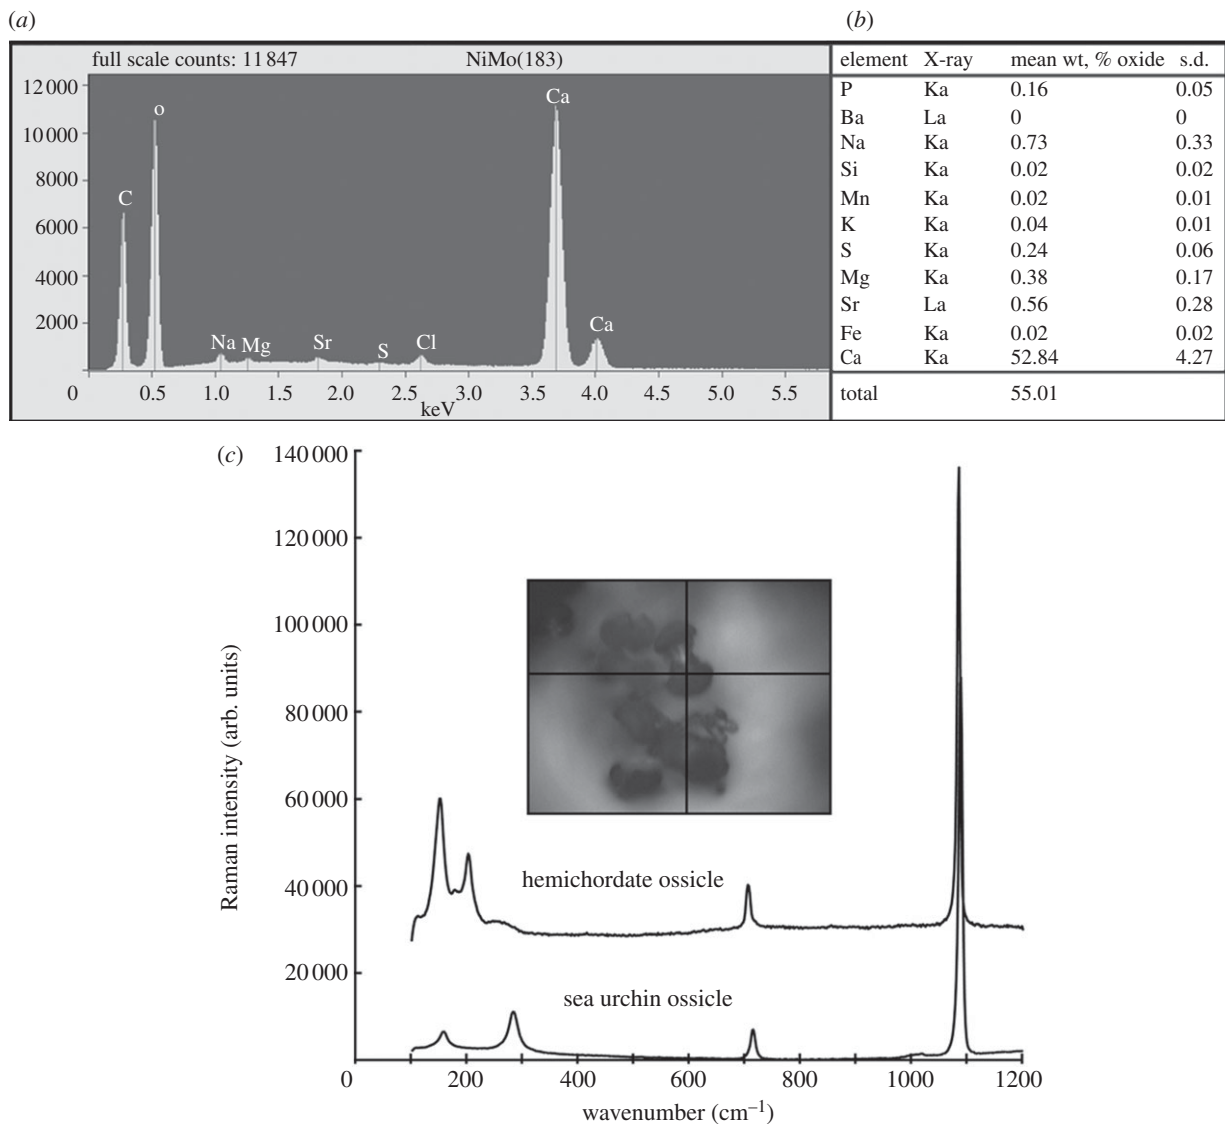 (a)
full scale counts: 11 847 NiMo(183)
12 000
10 000
8000
6000
4000
2000
C
o
Na
Mg
Sr
S
Cl
Ca
Ca
0 0.5 1.0 1.5 2.0 2.5 3.0 3.5 4.0 4.5 5.0 5.5
keV
(b)
element X-ray mean wt, % oxide s.d.
P Ka 0.16 0.05
Ba La 0 0
Na Ka 0.73 0.33
Si Ka 0.02 0.02
Mn Ka 0.02 0.01
K Ka 0.04 0.01
S Ka 0.24 0.06
Mg Ka 0.38 0.17
Sr La 0.56 0.28
Fe Ka 0.02 0.02
Ca Ka 52.84 4.27
total 55.01
(c)
140 000
120 000
100 000
80 000
60 000
40 000
20 000
Raman intensity (arb. units)
hemichordate ossicle
sea urchin ossicle
0 200 400 600 800 1000 1200
wavenumber (cm⁻¹)